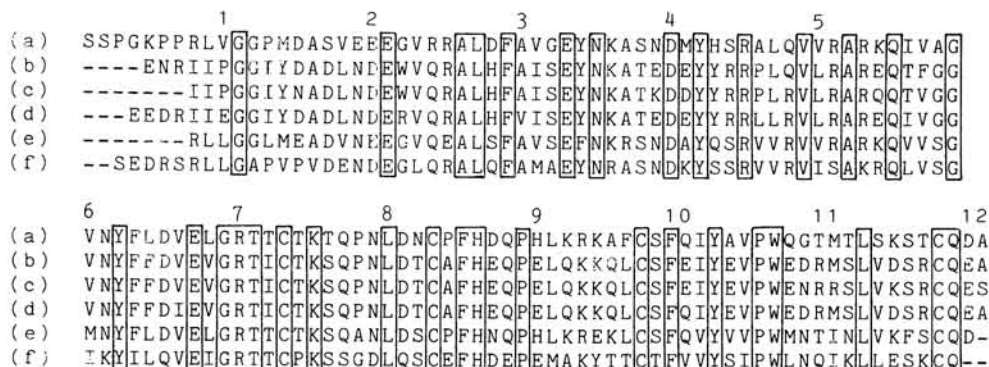 1 2 3 4 5
(a) SSPGKPPRLVGGPMDASVEEEGVRRALDFAVGEYNKASNDMYHSRALQVVRARKQIVAG
(b) ----ENRIIPGGIYDADLNDEWVQRALHFAISEYNKATEDEYYRRPLQVLRAREQTFGG
(c) -------IIPGGIYNADLNDEWVQRALHFAISEYNKATKDDYYRRPLRVLRARQQTVGG
(d) ---EEDRIIEGGIYDADLNDERVQRALHFVISEYNKATEDEYYRRLLRVLRAREQIVGG
(e) -------RLLGGLMEADVNEEGVQEALSFAVSEFNKRSNDAYQSRVVRVVRARKQVVSG
(f) --SEDRSRLLGAPVPVDENDEGLQRALQFAMAEYNRASNDKYSSRVVRVISAKRQLVSG
6 7 8 9 10 11 12
(a) VNYFLDVELGRTTCTKTQPNLDNCPFHDQPHLKRKAFCSFQIYAVPWQGTMTLSKSTCQDA
(b) VNYFFDVEVGRTICTKSQPNLDTCAFHEQPELQKKQLCSFEIYEVPWEDRMSLVDSRCQEA
(c) VNYFFDVEVGRTICTKSQPNLDTCAFHEQPELQKKQLCSFEIYEVPWENRRSLVKSRCQES
(d) VNYFFDIEVGRTICTKSQPNLDTCAFHEQPELQKKQLCSFEIYEVPWEDRMSLVDSRCQEA
(e) MNYFLDVELGRTTCTKSQANLDSCPFHNQPHLKREKLCSFQVYVVPWMNTINLVKFSCQD-
(f) IKYILQVEIGRTTCPKSSGDLQSCEFHDEPEMAKYTTCTFVVYSIPWLNQIKLLESKCQ--